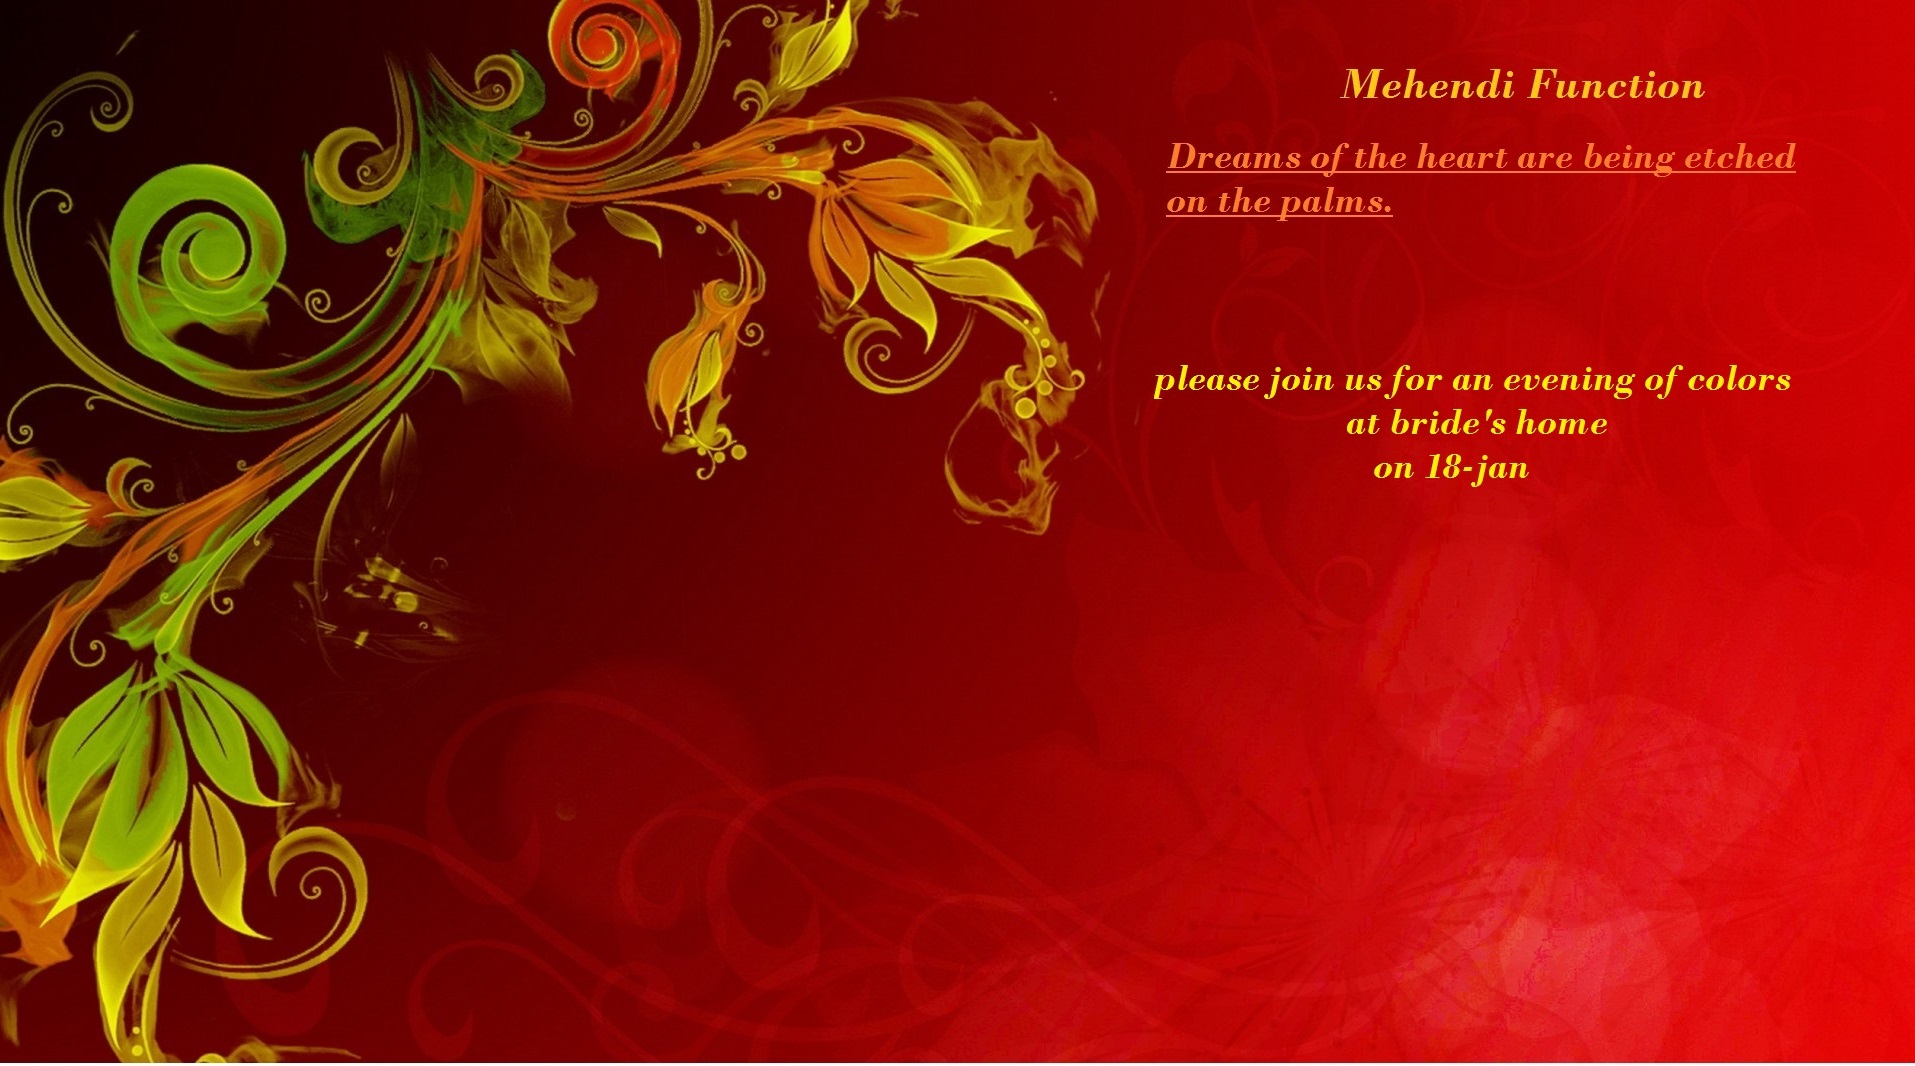 Mehendi Function
Dreams of the heart are being etched
on the palms.
please join us for an evening of colors
at bride's home
on 18-jan